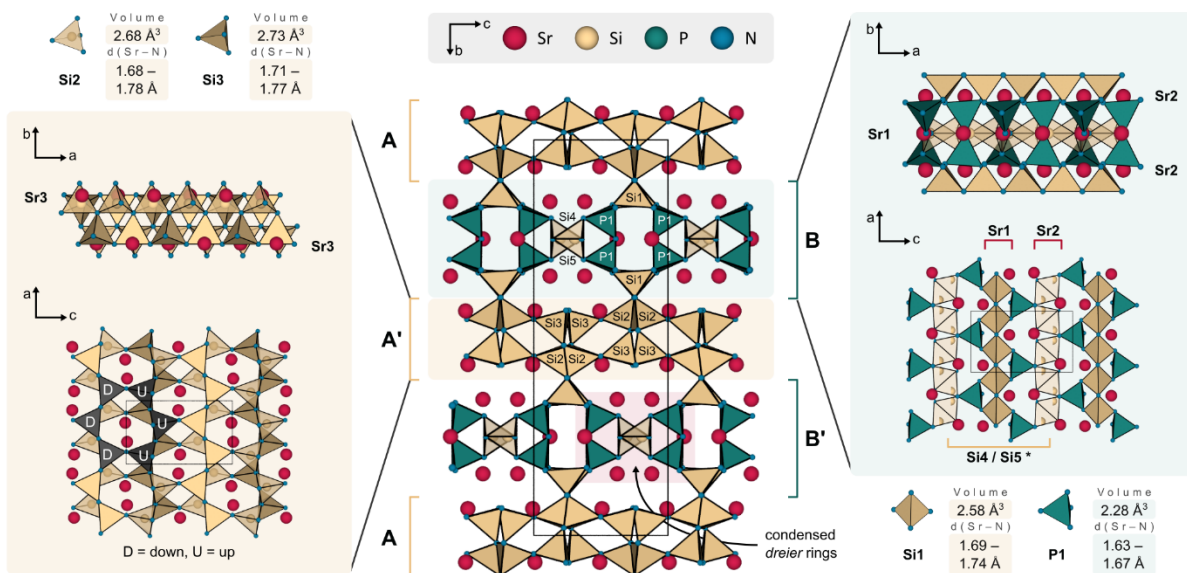 Volume
2.68 Å³
d(Sr–N)
1.68 –
1.78 Å
Si2
Volume
2.73 Å³
d(Sr–N)
1.71 –
1.77 Å
Si3
b
a
Sr3
Sr3
a
c
D U
D U
D U
D = down, U = up
c
b
Sr Si P N
A
Si1
Si4 P1 P1
Si5 P1 P1
Si1
B
A'
Si3 Si3 Si2 Si2
Si2 Si2 Si3 Si3
B'
A
condensed
dreier rings
b
a
Sr2
Sr1
Sr2
a
c
Sr1 Sr2
Si4 / Si5 *
Volume
2.58 Å³
d(Sr–N)
1.69 –
1.74 Å
Si1
Volume
2.28 Å³
d(Sr–N)
1.63 –
1.67 Å
P1